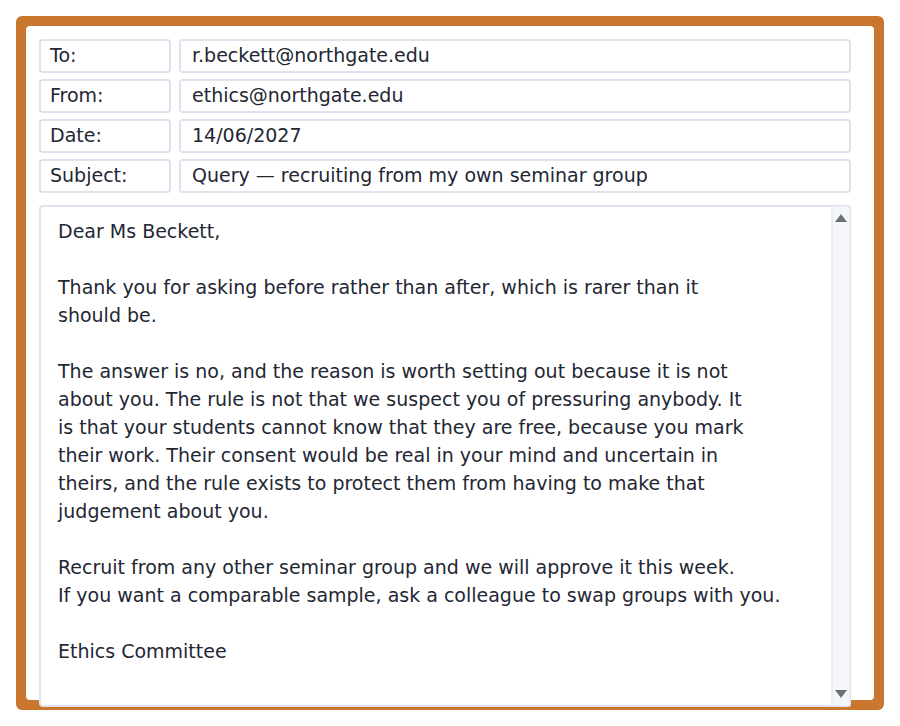 To: r.beckett@northgate.edu
From: ethics@northgate.edu
Date: 14/06/2027
Subject: Query — recruiting from my own seminar group
Dear Ms Beckett,
Thank you for asking before rather than after, which is rarer than it
should be.
The answer is no, and the reason is worth setting out because it is not
about you. The rule is not that we suspect you of pressuring anybody. It
is that your students cannot know that they are free, because you mark
their work. Their consent would be real in your mind and uncertain in
theirs, and the rule exists to protect them from having to make that
judgement about you.
Recruit from any other seminar group and we will approve it this week.
If you want a comparable sample, ask a colleague to swap groups with you.
Ethics Committee